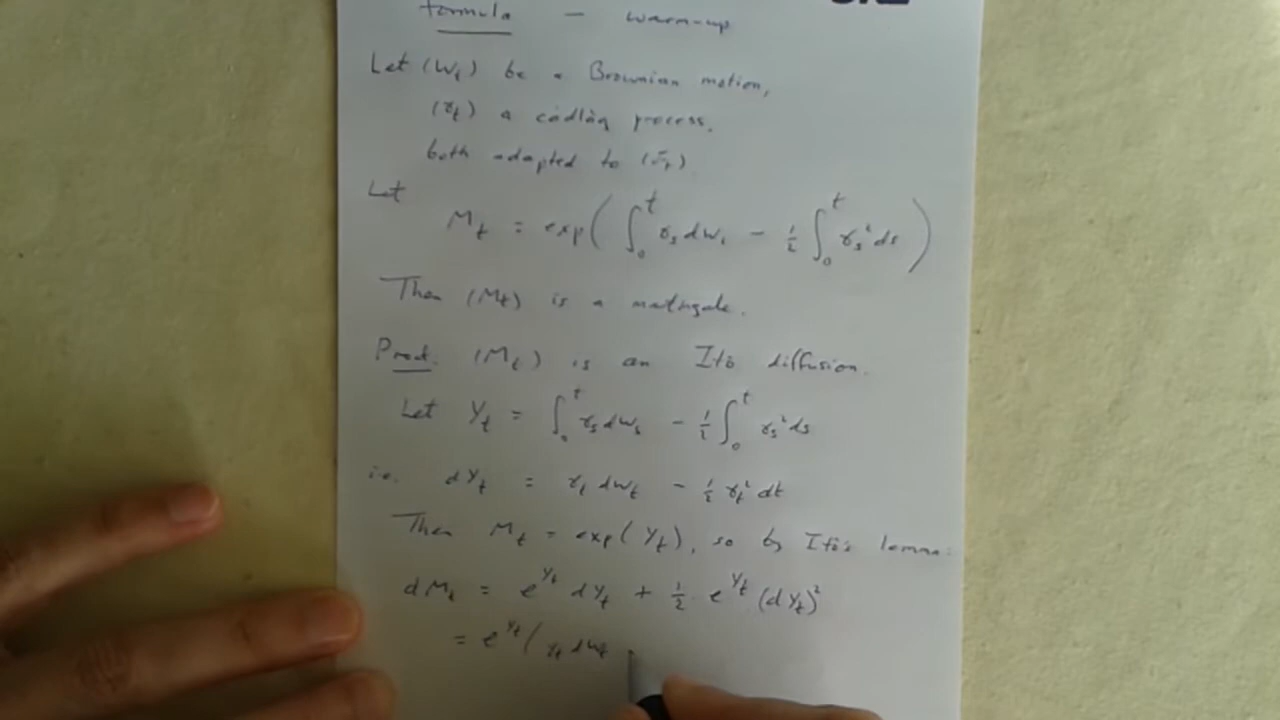 formula — warm-up
Let (W_t) be a Brownian motion,
(γ_t) a càdlàg process,
both adapted to (F_t)
Let
M_t = exp( ∫_0^t γ_s dW_s − 1/2 ∫_0^t γ_s² ds )
Then (M_t) is a martingale.
Proof. (M_t) is an Itô diffusion.
Let Y_t = ∫_0^t γ_s dW_s − 1/2 ∫_0^t γ_s² ds
i.e. dY_t = γ_t dW_t − 1/2 γ_t² dt
Then M_t = exp(Y_t), so by Itô's lemma:
dM_t = e^{Y_t} dY_t + 1/2 · e^{Y_t} (dY_t)²
= e^{Y_t} ( γ_t dW_t